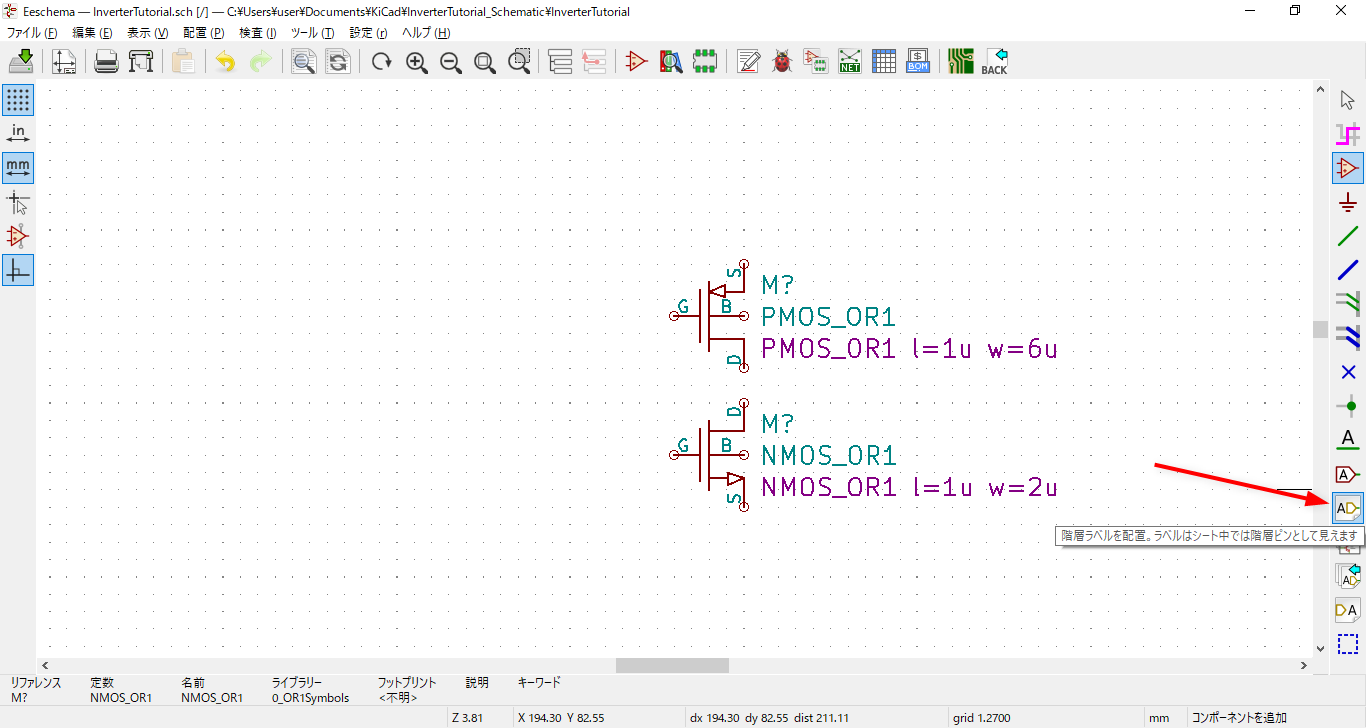 Eeschema — InverterTutorial.sch [/] — C:¥Users¥user¥Documents¥KiCad¥InverterTutorial_Schematic¥InverterTutorial
ファイル (F) 編集 (E) 表示 (V) 配置 (P) 検査 (I) ツール (T) 設定 (r) ヘルプ (H)
NET
$
BOM
BACK
in
mm
S
G
B
D
M?
PMOS_OR1
PMOS_OR1 l=1u w=6u
D
G
B
S
M?
NMOS_OR1
NMOS_OR1 l=1u w=2u
A
A
A
階層ラベルを配置。ラベルはシート中では階層ピンとして見えます
A
A
リファレンス 定数 名前 ライブラリー フットプリント 説明 キーワード
M? NMOS_OR1 NMOS_OR1 0_OR1Symbols <不明>
Z 3.81 X 194.30 Y 82.55 dx 194.30 dy 82.55 dist 211.11 grid 1.2700 mm コンポーネントを追加